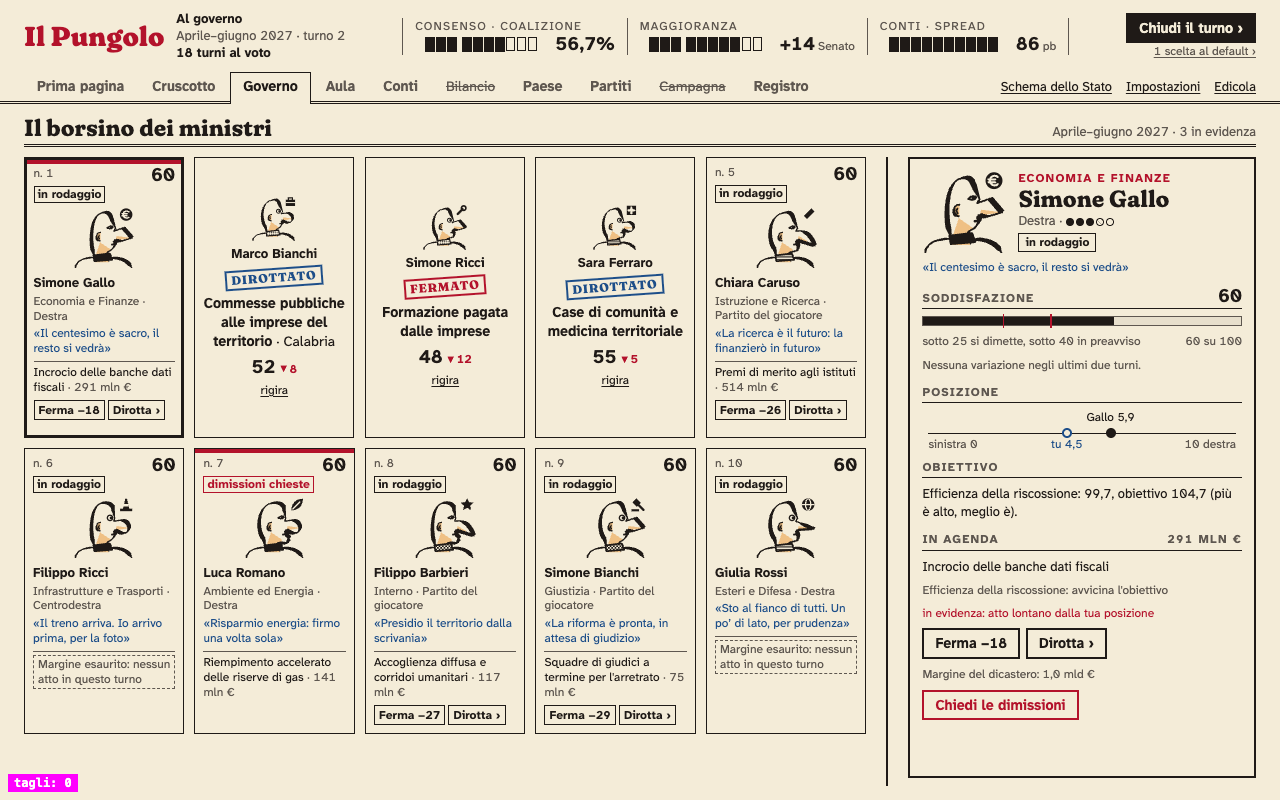 Il Pungolo
Al governo
Aprile–giugno 2027 · turno 2
18 turni al voto
CONSENSO · COALIZIONE
56,7%
MAGGIORANZA
+14 Senato
CONTI · SPREAD
86 pb
Chiudi il turno ›
1 scelta al default ›
Prima pagina
Cruscotto
Governo
Aula
Conti
Bilancio
Paese
Partiti
Campagna
Registro
Schema dello Stato
Impostazioni
Edicola
Il borsino dei ministri
Aprile–giugno 2027 · 3 in evidenza
n. 1
60
in rodaggio
Simone Gallo
Economia e Finanze ·
Destra
«Il centesimo è sacro, il
resto si vedrà»
Incrocio delle banche dati
fiscali · 291 mln €
Ferma –18
Dirotta ›
Marco Bianchi
DIROTTATO
Commesse pubbliche
alle imprese del
territorio · Calabria
52 ▼8
rigira
Simone Ricci
FERMATO
Formazione pagata
dalle imprese
48 ▼12
rigira
Sara Ferraro
DIROTTATO
Case di comunità e
medicina territoriale
55 ▼5
rigira
n. 5
60
in rodaggio
Chiara Caruso
Istruzione e Ricerca ·
Partito del giocatore
«La ricerca è il futuro: la
finanzierò in futuro»
Premi di merito agli istituti
· 514 mln €
Ferma –26
Dirotta ›
n. 6
60
in rodaggio
Filippo Ricci
Infrastrutture e Trasporti ·
Centrodestra
«Il treno arriva. Io arrivo
prima, per la foto»
Margine esaurito: nessun
atto in questo turno
n. 7
60
dimissioni chieste
Luca Romano
Ambiente ed Energia ·
Destra
«Risparmio energia: firmo
una volta sola»
Riempimento accelerato
delle riserve di gas · 141
mln €
n. 8
60
in rodaggio
Filippo Barbieri
Interno · Partito del
giocatore
«Presidio il territorio dalla
scrivania»
Accoglienza diffusa e
corridoi umanitari · 117
mln €
Ferma –27
Dirotta ›
n. 9
60
in rodaggio
Simone Bianchi
Giustizia · Partito del
giocatore
«La riforma è pronta, in
attesa di giudizio»
Squadre di giudici a
termine per l'arretrato · 75
mln €
Ferma –29
Dirotta ›
n. 10
60
in rodaggio
Giulia Rossi
Esteri e Difesa · Destra
«Sto al fianco di tutti. Un
po' di lato, per prudenza»
Margine esaurito: nessun
atto in questo turno
ECONOMIA E FINANZE
Simone Gallo
Destra ·
in rodaggio
«Il centesimo è sacro, il resto si vedrà»
SODDISFAZIONE
60
sotto 25 si dimette, sotto 40 in preavviso
60 su 100
Nessuna variazione negli ultimi due turni.
POSIZIONE
Gallo 5,9
sinistra 0
tu 4,5
10 destra
OBIETTIVO
Efficienza della riscossione: 99,7, obiettivo 104,7 (più
è alto, meglio è).
IN AGENDA
291 MLN €
Incrocio delle banche dati fiscali
Efficienza della riscossione: avvicina l'obiettivo
in evidenza: atto lontano dalla tua posizione
Ferma –18
Dirotta ›
Margine del dicastero: 1,0 mld €
Chiedi le dimissioni
tagli: 0